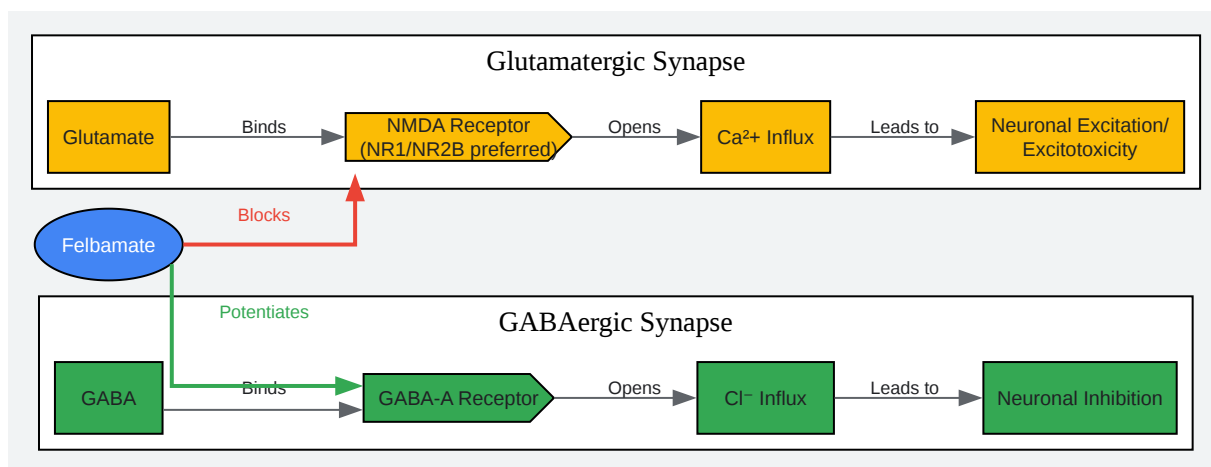 Glutamatergic Synapse
Glutamate
Binds
NMDA Receptor
(NR1/NR2B preferred)
Opens
Ca²+ Influx
Leads to
Neuronal Excitation/
Excitotoxicity
Blocks
Felbamate
Potentiates
GABAergic Synapse
GABA
Binds
GABA-A Receptor
Opens
Cl⁻ Influx
Leads to
Neuronal Inhibition